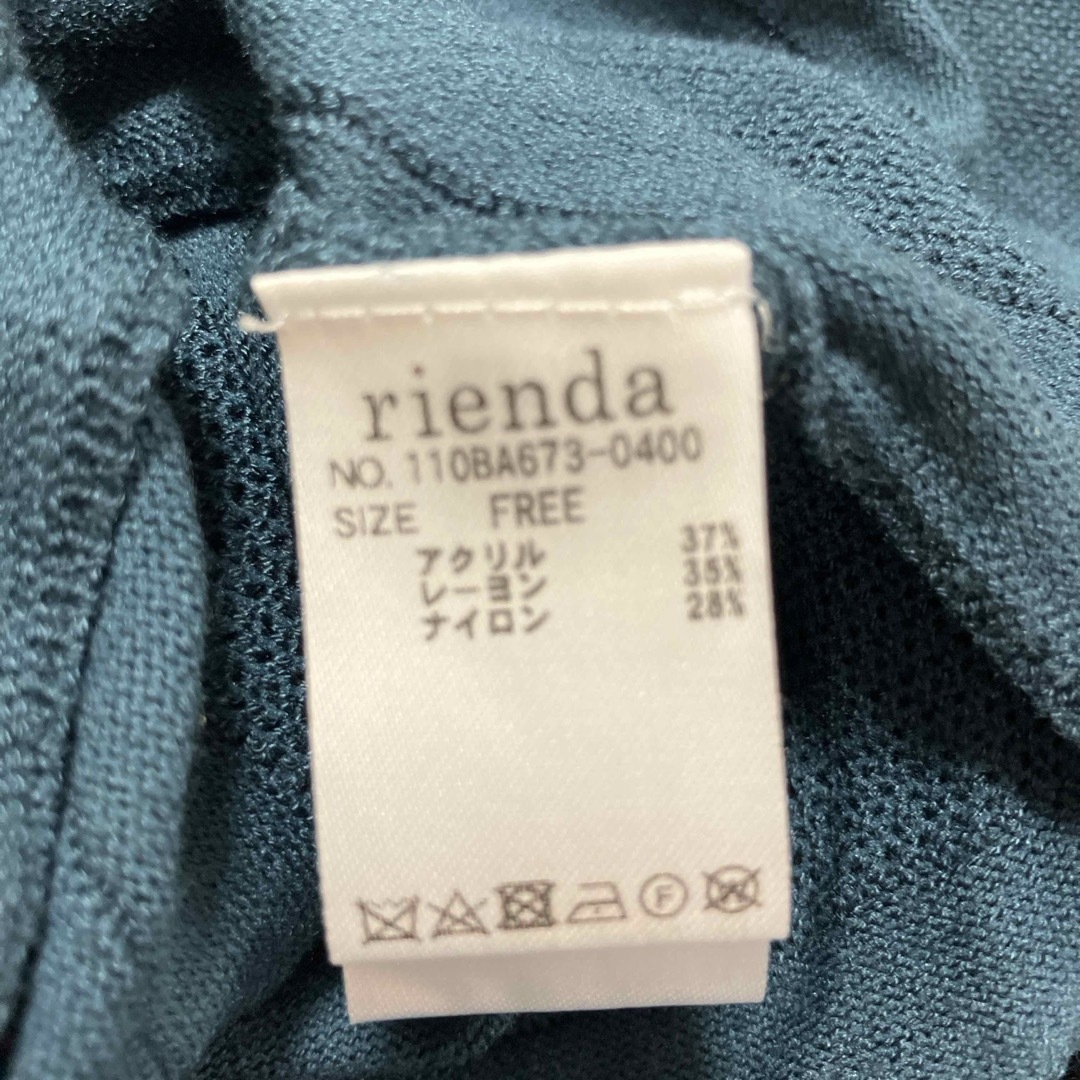 rienda
NO. 110BA673-0400
SIZE FREE
アクリル 37%
レーヨン 35%
ナイロン 28%